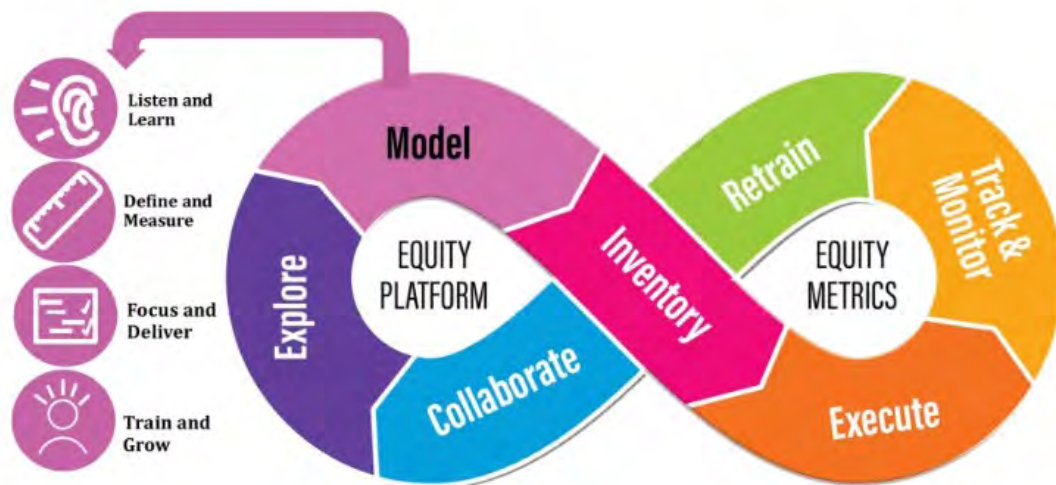 Listen and
Learn
Define and
Measure
Focus and
Deliver
Train and
Grow
Model
Explore
EQUITY
PLATFORM
Collaborate
Inventory
Retrain
EQUITY
METRICS
Track &
Monitor
Execute